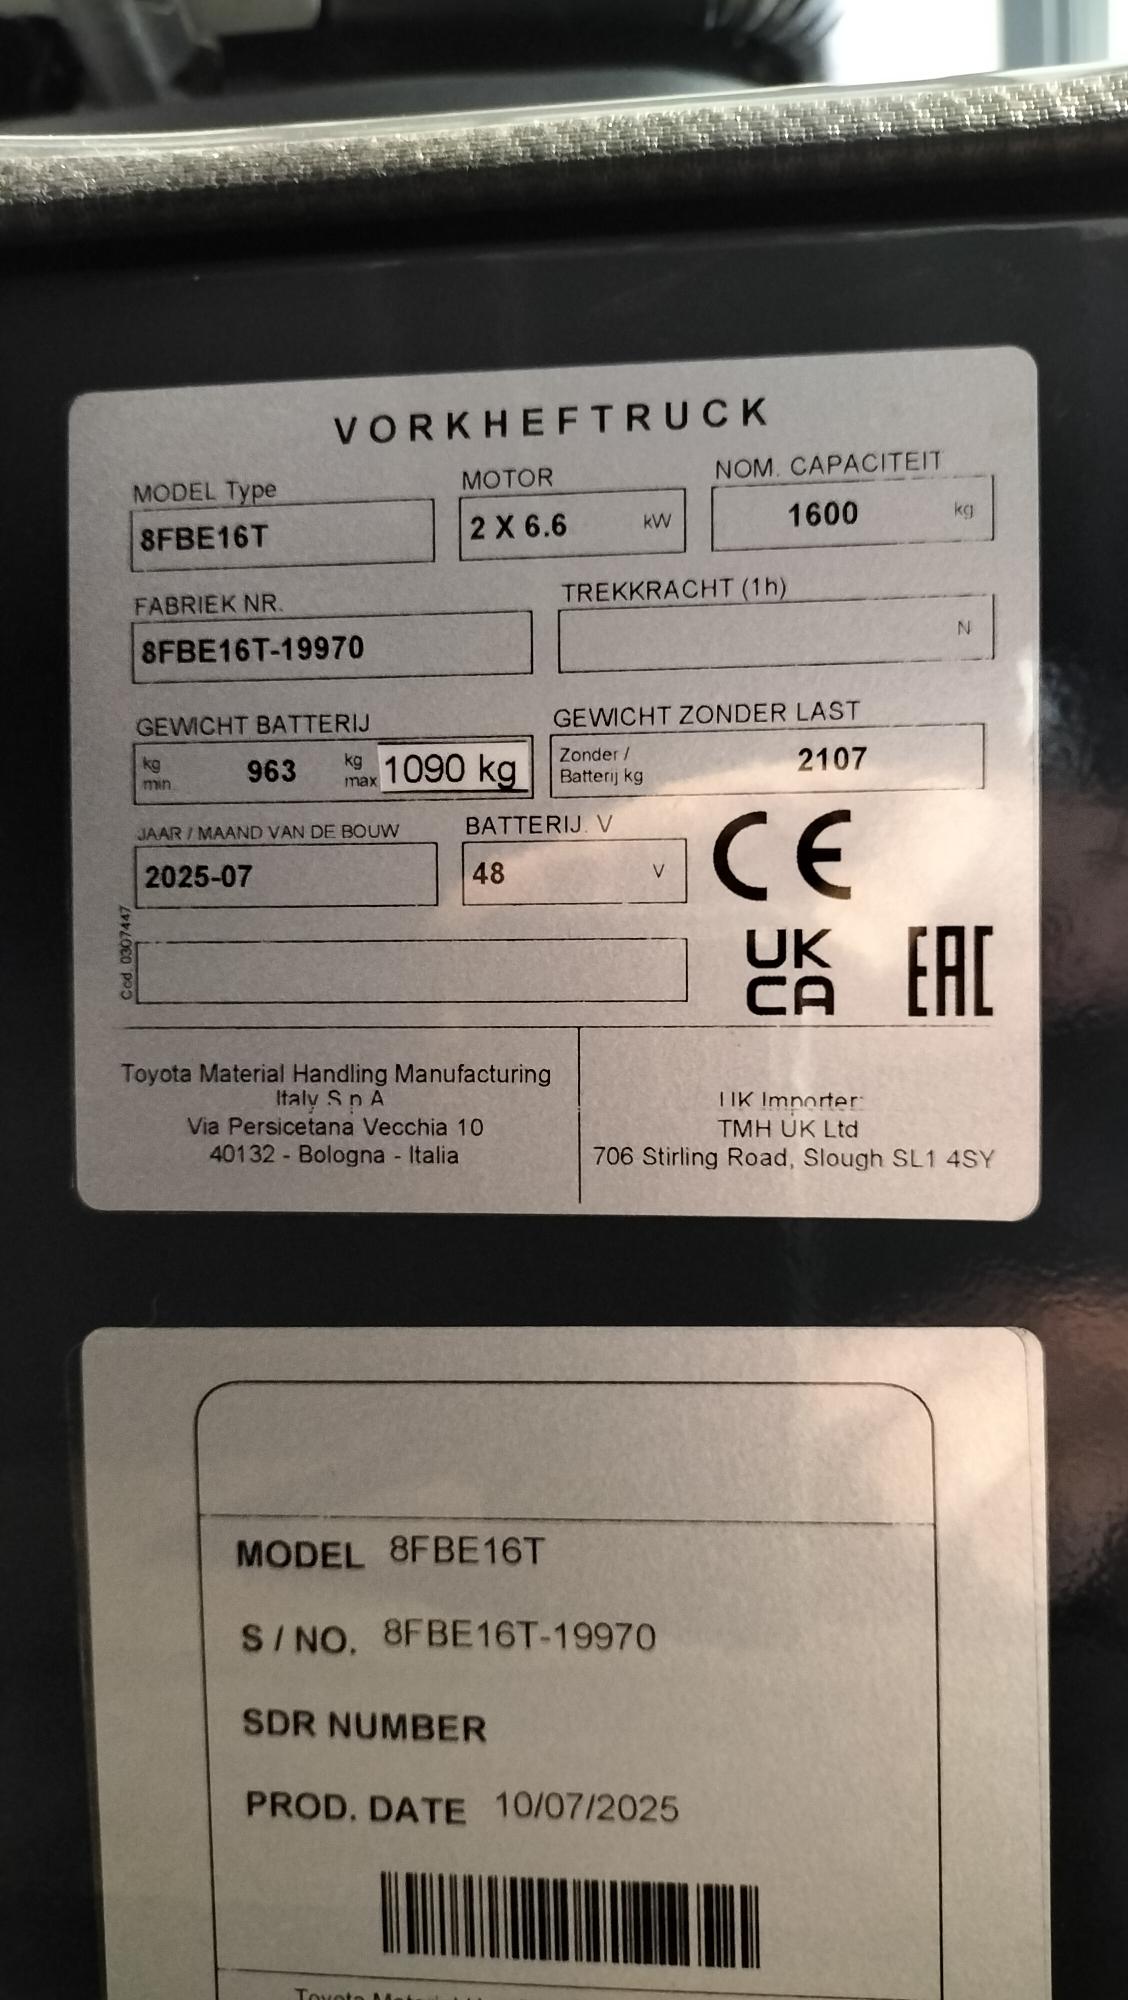 VORKHEFTRUCK
MODEL Type
MOTOR
NOM. CAPACITEIT
8FBE16T
2 X 6.6 kW
1600 kg
FABRIEK NR.
TREKKRACHT (1h)
8FBE16T-19970
N
GEWICHT BATTERIJ
GEWICHT ZONDER LAST
kg min. 963 kg max 1090 kg
Zonder / Batterij kg 2107
JAAR / MAAND VAN DE BOUW
BATTERIJ. V
2025-07
48 V
CE
Cod. 0307447
UK
CA
EAC
Toyota Material Handling Manufacturing
Italy S.p.A
Via Persicetana Vecchia 10
40132 - Bologna - Italia
UK Importer:
TMH UK Ltd
706 Stirling Road, Slough SL1 4SY
MODEL 8FBE16T
S / NO. 8FBE16T-19970
SDR NUMBER
PROD. DATE 10/07/2025